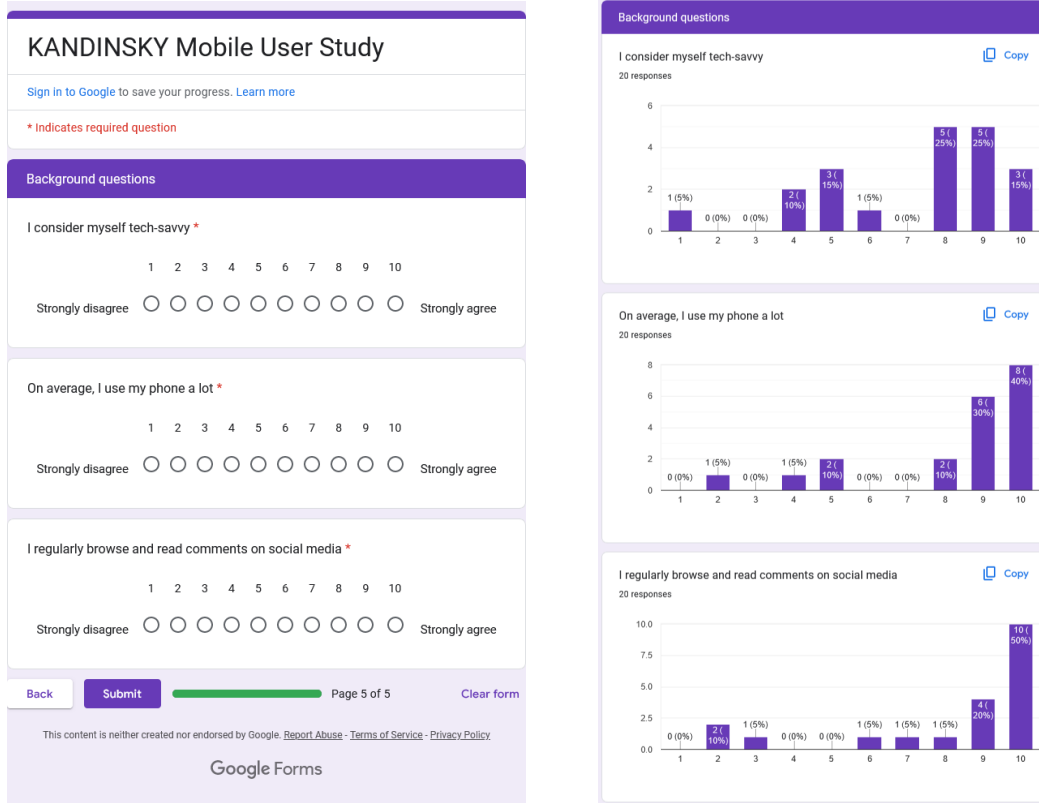 KANDINSKY Mobile User Study
Sign in to Google to save your progress. Learn more
* Indicates required question
Background questions
I consider myself tech-savvy *
1 2 3 4 5 6 7 8 9 10
Strongly disagree Strongly agree
On average, I use my phone a lot *
1 2 3 4 5 6 7 8 9 10
Strongly disagree Strongly agree
I regularly browse and read comments on social media *
1 2 3 4 5 6 7 8 9 10
Strongly disagree Strongly agree
Back Submit Page 5 of 5 Clear form
This content is neither created nor endorsed by Google. Report Abuse - Terms of Service - Privacy Policy
Google Forms
Background questions
I consider myself tech-savvy Copy
20 responses
6
4
2
0
1 (5%) 0 (0%) 0 (0%) 2 (
10%) 3 (
15%) 1 (5%) 0 (0%) 5 (
25%) 5 (
25%) 3 (
15%)
1 2 3 4 5 6 7 8 9 10
On average, I use my phone a lot Copy
20 responses
8
6
4
2
0
0 (0%) 1 (5%) 0 (0%) 1 (5%) 2 (
10%) 0 (0%) 0 (0%) 2 (
10%) 6 (
30%) 8 (
40%)
1 2 3 4 5 6 7 8 9 10
I regularly browse and read comments on social media Copy
20 responses
10.0
7.5
5.0
2.5
0.0
0 (0%) 2 (
10%) 1 (5%) 0 (0%) 0 (0%) 1 (5%) 1 (5%) 1 (5%) 4 (
20%) 10 (
50%)
1 2 3 4 5 6 7 8 9 10